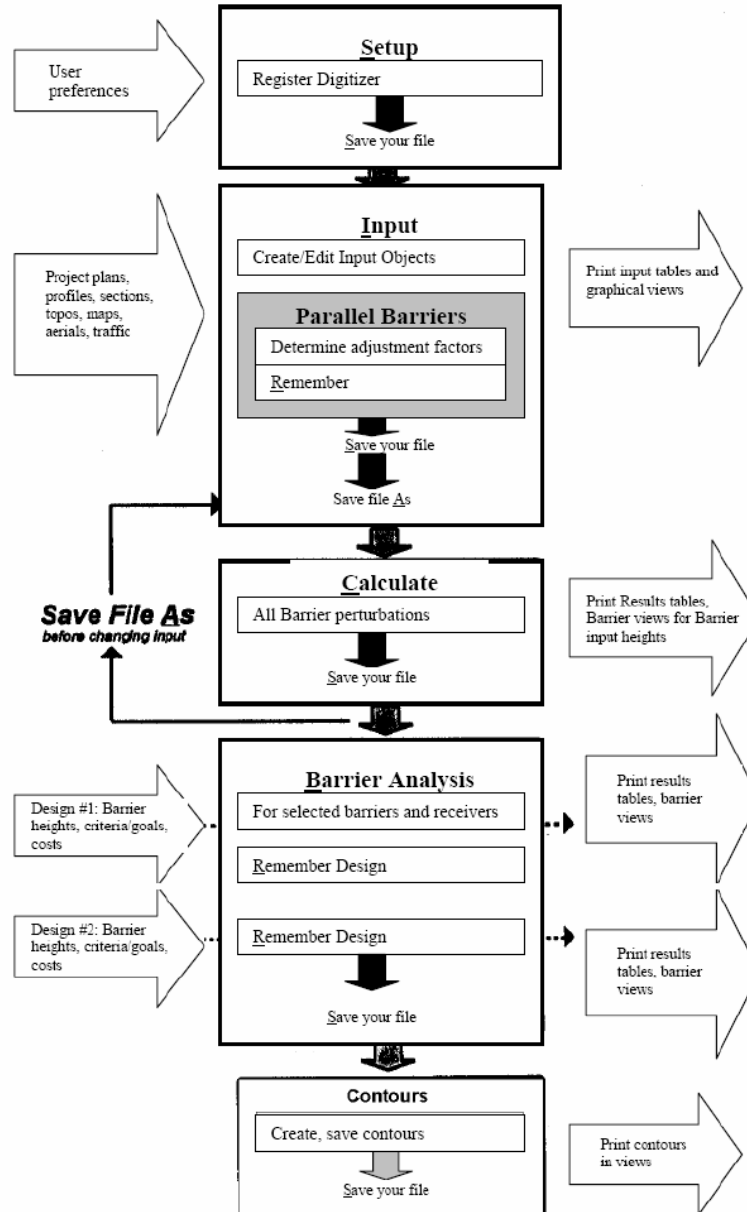 Setup
User
preferences
Register Digitizer
Save your file
Input
Create/Edit Input Objects
Project plans,
profiles, sections,
topos, maps,
aerials, traffic
Print input tables and
graphical views
Parallel Barriers
Determine adjustment factors
Remember
Save your file
Save file As
Calculate
Save File As
before changing input
All Barrier perturbations
Print Results tables,
Barrier views for Barrier
input heights
Save your file
Barrier Analysis
Design #1: Barrier
heights, criteria/goals,
costs
For selected barriers and receivers
Print results
tables, barrier
views
Remember Design
Design #2: Barrier
heights, criteria/goals,
costs
Remember Design
Print results
tables, barrier
views
Save your file
Contours
Create, save contours
Print contours
in views
Save your file